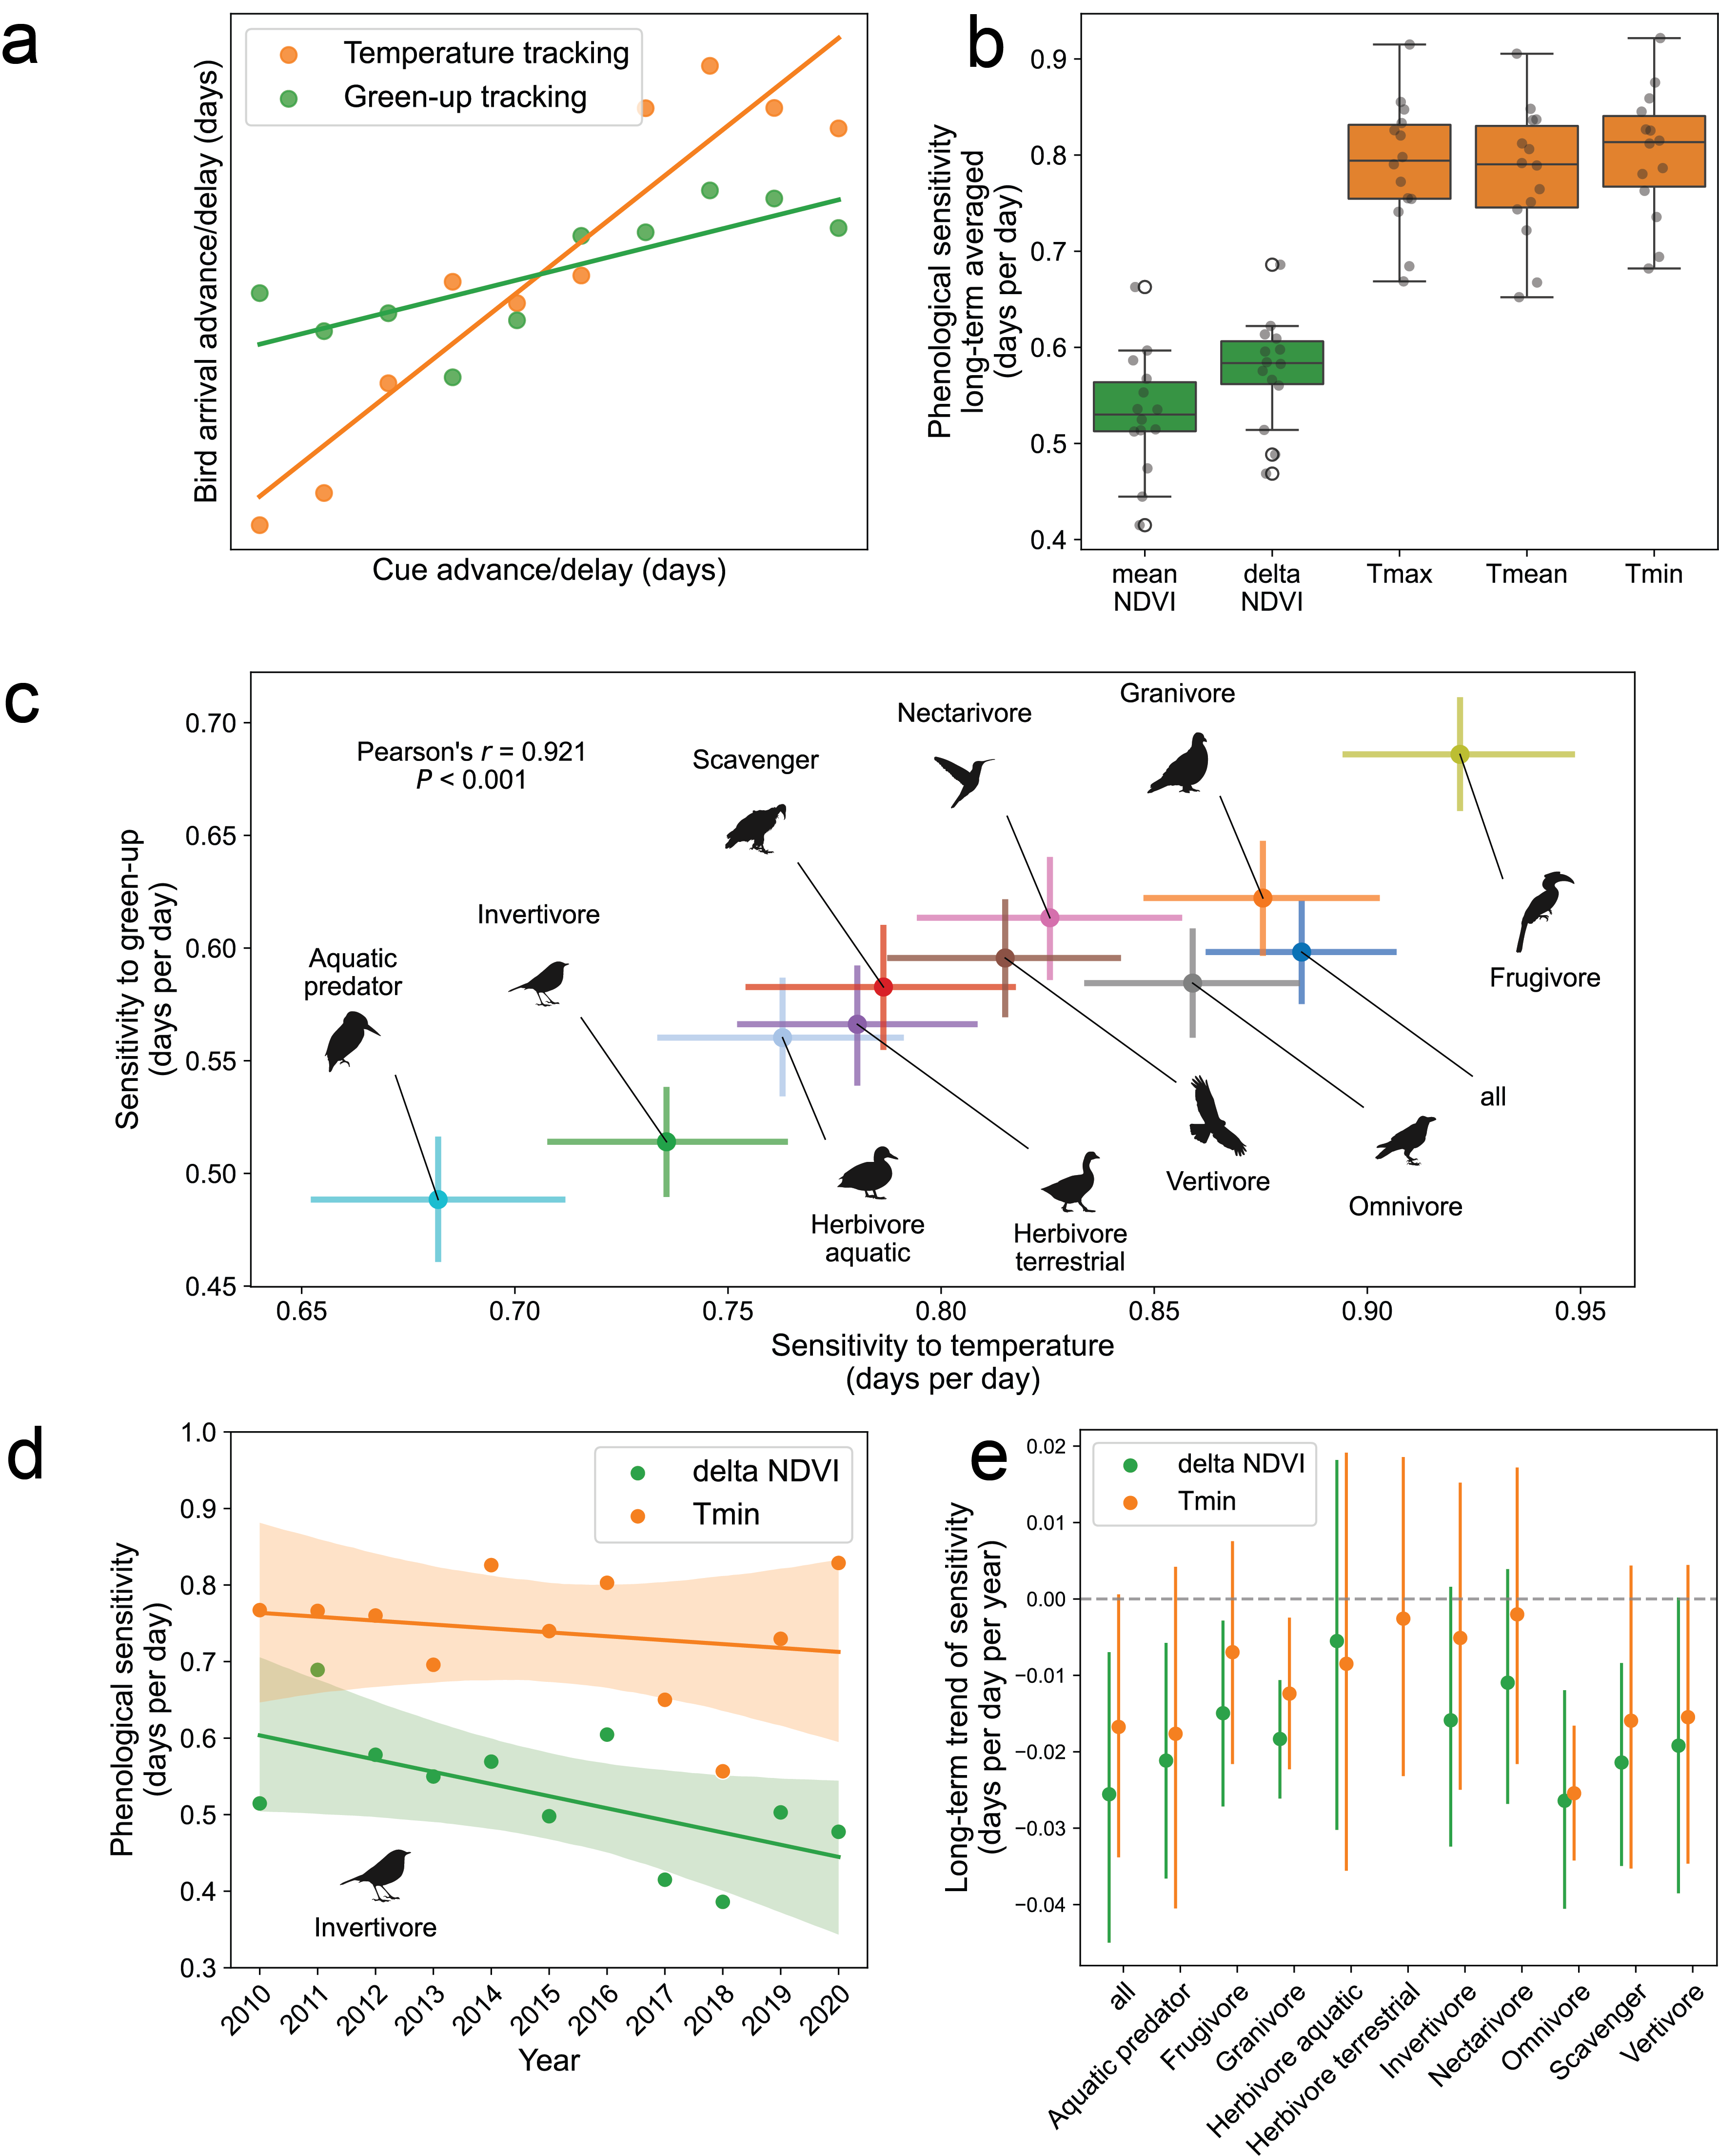 a
Temperature tracking
Green-up tracking
Bird arrival advance/delay (days)
Cue advance/delay (days)
b
Phenological sensitivity
long-term averaged
(days per day)
0.9
0.8
0.7
0.6
0.5
0.4
mean
NDVI
delta
NDVI
Tmax
Tmean
Tmin
c
Sensitivity to green-up
(days per day)
0.70
0.65
0.60
0.55
0.50
0.45
Pearson's r = 0.921
P < 0.001
Aquatic
predator
Invertivore
Scavenger
Nectarivore
Granivore
Frugivore
all
Omnivore
Vertivore
Herbivore
terrestrial
Herbivore
aquatic
0.65
0.70
0.75
0.80
0.85
0.90
0.95
Sensitivity to temperature
(days per day)
d
Phenological sensitivity
(days per day)
1.0
0.9
0.8
0.7
0.6
0.5
0.4
0.3
delta NDVI
Tmin
Invertivore
2010
2011
2012
2013
2014
2015
2016
2017
2018
2019
2020
Year
e
Long-term trend of sensitivity
(days per day per year)
0.02
0.01
0.00
−0.01
−0.02
−0.03
−0.04
delta NDVI
Tmin
all
Aquatic predator
Frugivore
Granivore
Herbivore aquatic
Herbivore terrestrial
Invertivore
Nectarivore
Omnivore
Scavenger
Vertivore